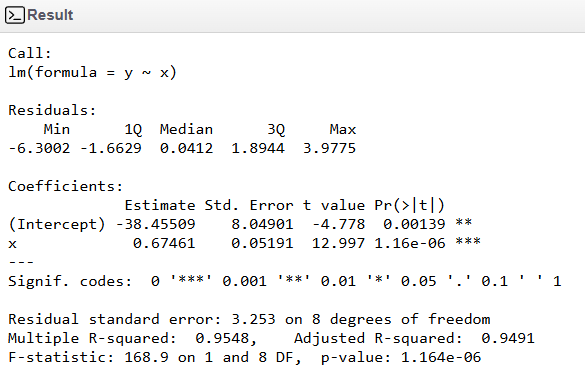 Result
Call:
lm(formula = y ~ x)
Residuals:
    Min      1Q  Median      3Q     Max
-6.3002 -1.6629  0.0412  1.8944  3.9775
Coefficients:
             Estimate Std. Error t value Pr(>|t|)
(Intercept) -38.45509    8.04901  -4.778  0.00139 **
x             0.67461    0.05191  12.997 1.16e-06 ***
---
Signif. codes:  0 '***' 0.001 '**' 0.01 '*' 0.05 '.' 0.1 ' ' 1
Residual standard error: 3.253 on 8 degrees of freedom
Multiple R-squared:  0.9548,    Adjusted R-squared:  0.9491
F-statistic: 168.9 on 1 and 8 DF,  p-value: 1.164e-06